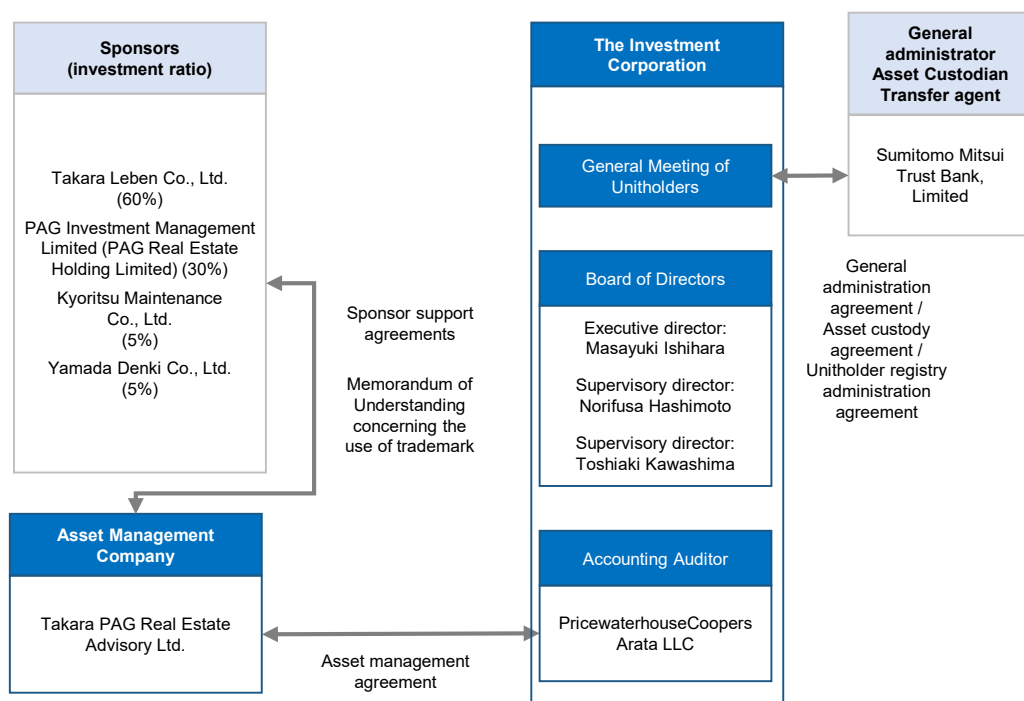 Sponsors
(investment ratio)
Takara Leben Co., Ltd.
(60%)
PAG Investment Management
Limited (PAG Real Estate
Holding Limited) (30%)
Kyoritsu Maintenance
Co., Ltd.
(5%)
Yamada Denki Co., Ltd.
(5%)
Sponsor support
agreements
Memorandum of
Understanding
concerning the
use of trademark
Asset Management
Company
Takara PAG Real Estate
Advisory Ltd.
Asset management
agreement
The Investment
Corporation
General Meeting of
Unitholders
Board of Directors
Executive director:
Masayuki Ishihara
Supervisory director:
Norifusa Hashimoto
Supervisory director:
Toshiaki Kawashima
Accounting Auditor
PricewaterhouseCoopers
Arata LLC
General
administrator
Asset Custodian
Transfer agent
Sumitomo Mitsui
Trust Bank,
Limited
General
administration
agreement /
Asset custody
agreement /
Unitholder registry
administration
agreement